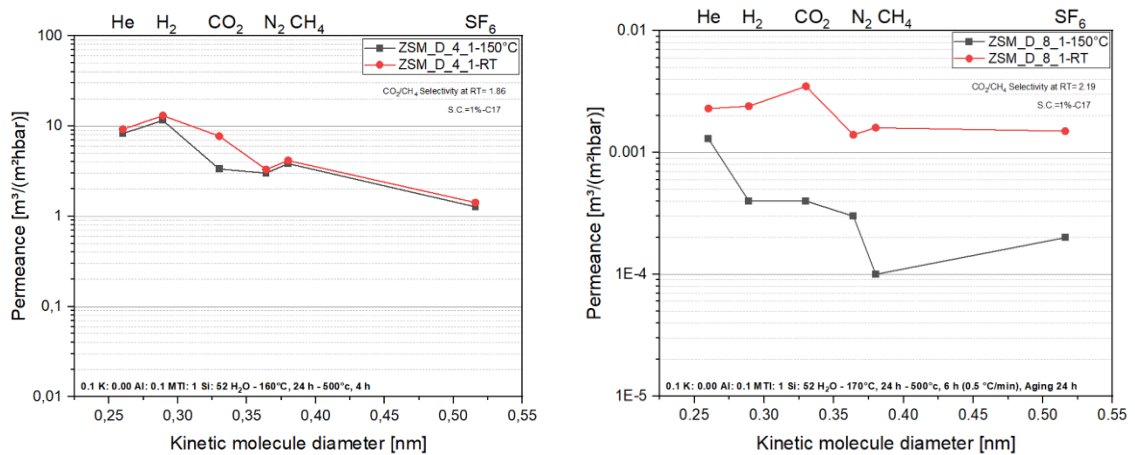 He H₂ CO₂ N₂ CH₄ SF₆
100
10
1
0,1
0,01
Permeance [m³/(m²hbar)]
ZSM_D_4_1-150°C
ZSM_D_4_1-RT
CO₂/CH₄ Selectivity at RT= 1.86
S.C.=1%-C17
0.1 K: 0.00 Al: 0.1 MTI: 1 Si: 52 H₂O - 160°C, 24 h - 500°c, 4 h
0,25 0,30 0,35 0,40 0,45 0,50 0,55
Kinetic molecule diameter [nm]
He H₂ CO₂ N₂ CH₄ SF₆
0.01
0.001
1E-4
1E-5
Permeance [m³/(m²hbar)]
ZSM_D_8_1-150°C
ZSM_D_8_1-RT
CO₂/CH₄ Selectivity at RT= 2.19
S.C.=1%-C17
0.1 K: 0.00 Al: 0.1 MTI: 1 Si: 52 H₂O - 170°C, 24 h - 500°c, 6 h (0.5 °C/min), Aging 24 h
0.25 0.30 0.35 0.40 0.45 0.50 0.55
Kinetic molecule diameter [nm]